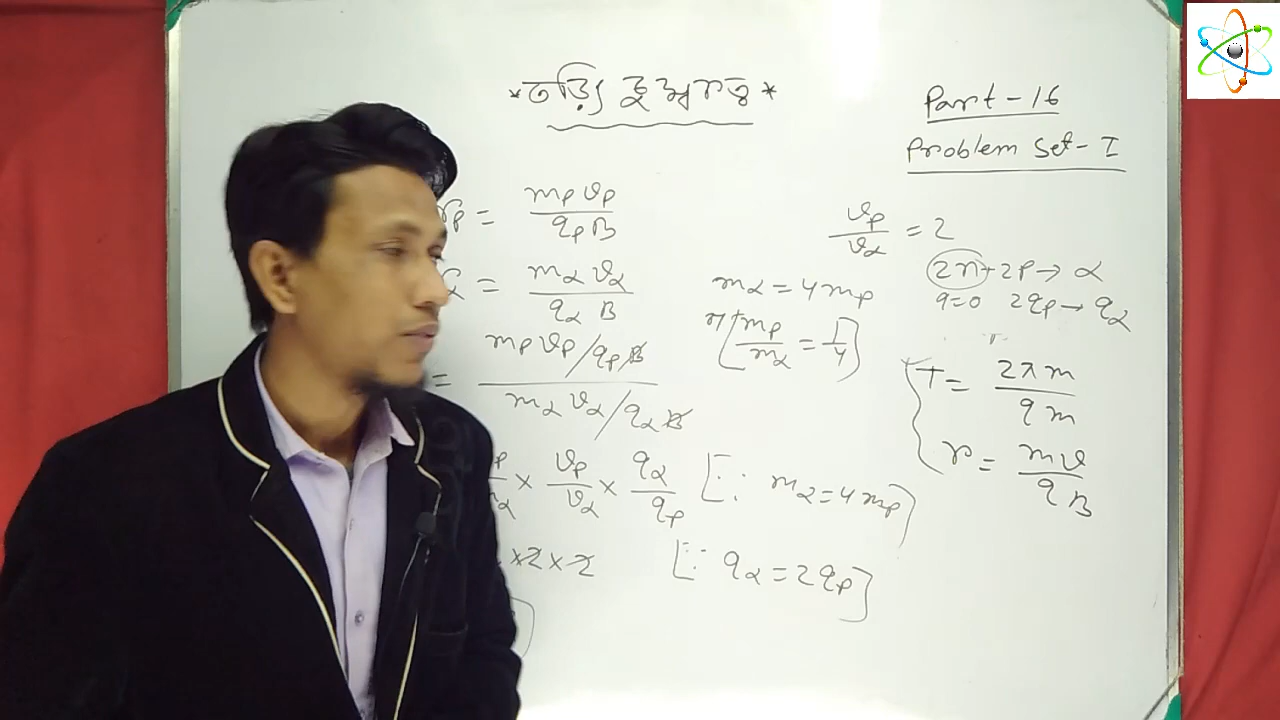 *তড়িৎ চুম্বকত্ব*
Part-16
Problem Set-I
rp = mp vp / qp B
vp / vα = 2
α = mα vα / qα B
mα = 4mp
2n+2p→ α
q=0 2qp→ qα
= mp vp/qp B / mα vα/qα B
[mp / mα = 1/4]
T = 2πm / qm
r = mv / qB
× vp / vα × qα / qp [∵ mα=4mp]
×2×2 [∵ qα=2qp]